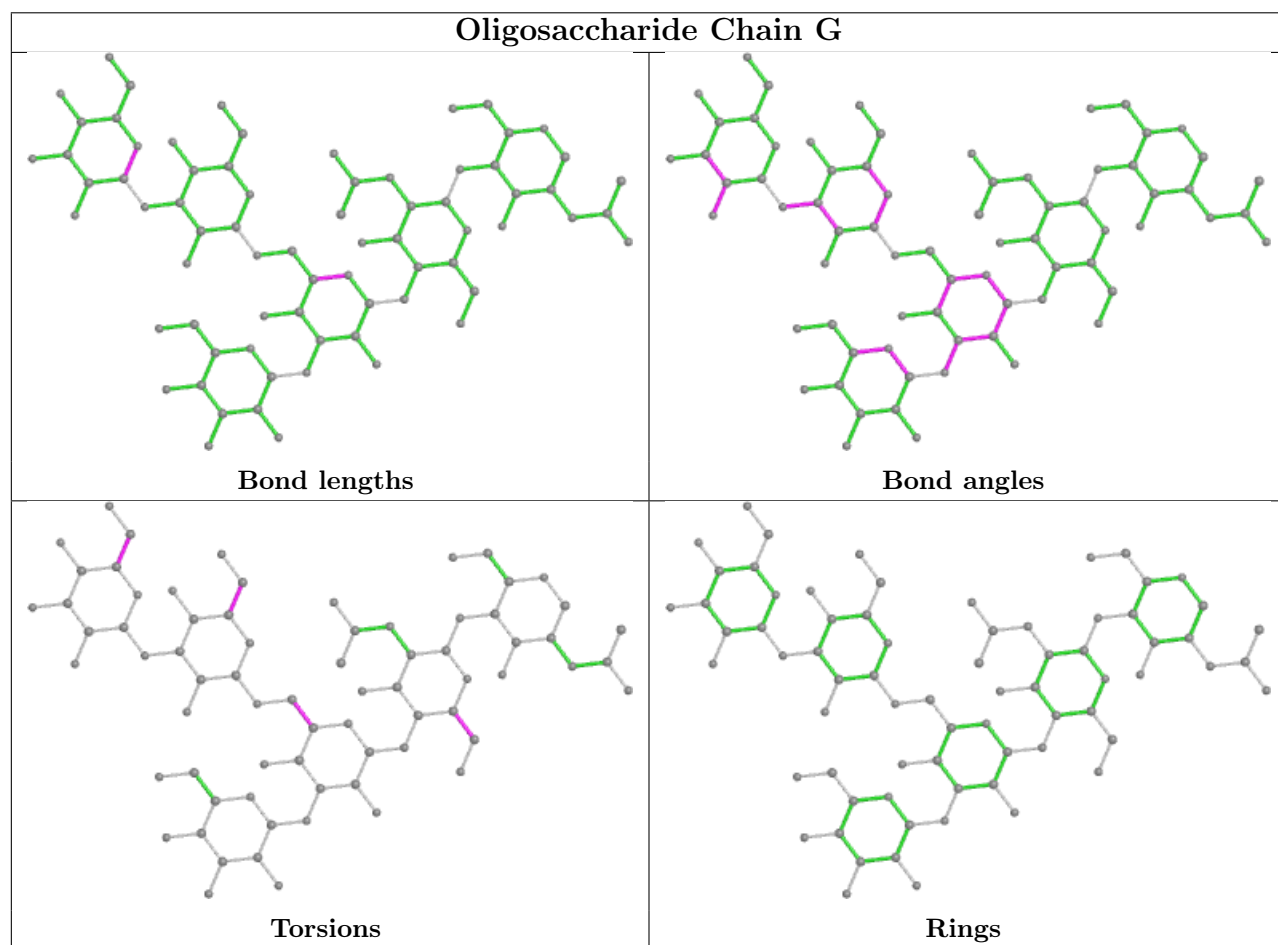 Oligosaccharide Chain G
Bond lengths
Bond angles
Torsions
Rings